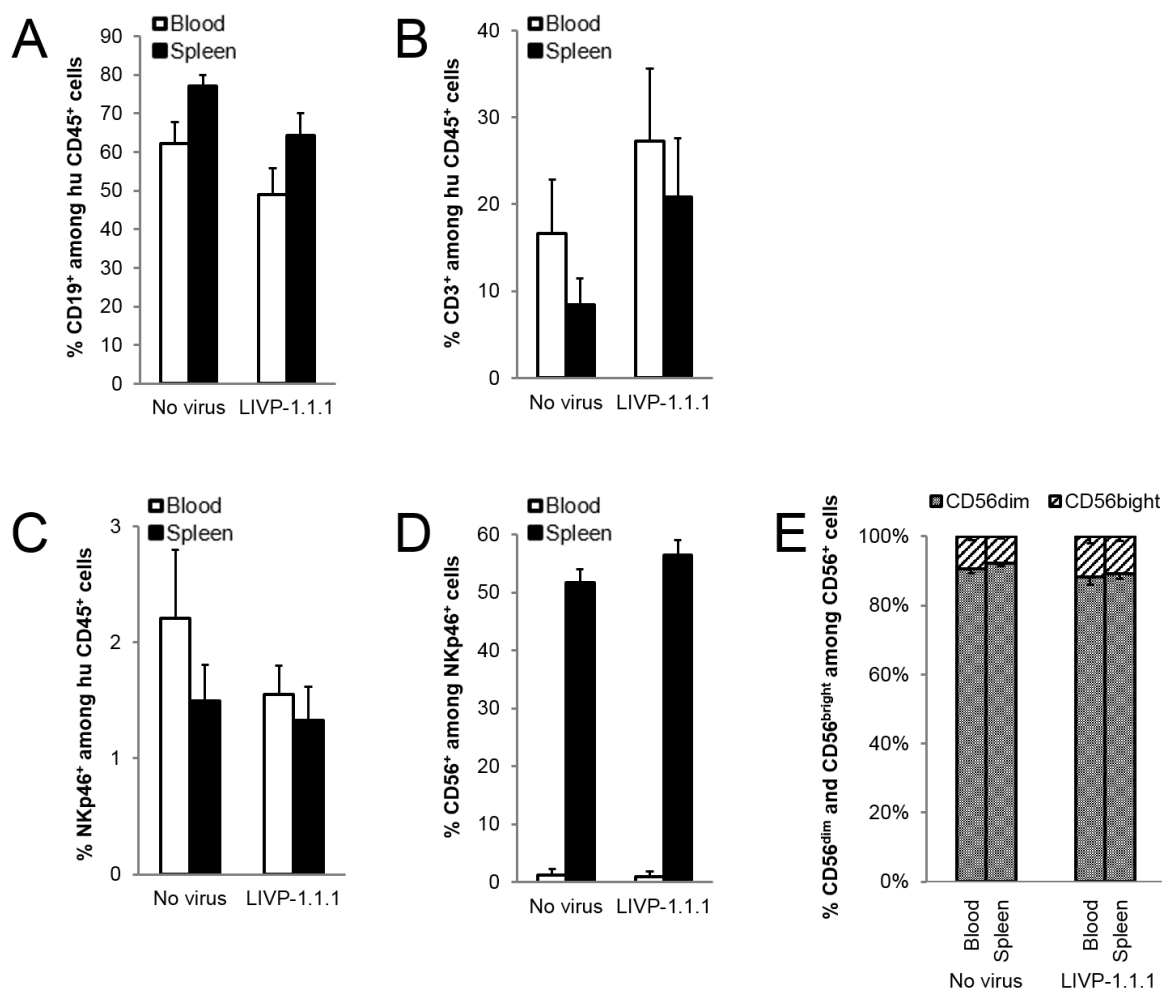 A
Blood
Spleen
% CD19⁺ among hu CD45⁺ cells
90
80
70
60
50
40
30
20
10
0
No virus LIVP-1.1.1
B
Blood
Spleen
% CD3⁺ among hu CD45⁺ cells
40
30
20
10
0
No virus LIVP-1.1.1
C
Blood
Spleen
% NKp46⁺ among hu CD45⁺ cells
3
2
1
0
No virus LIVP-1.1.1
D
Blood
Spleen
% CD56⁺ among NKp46⁺ cells
60
50
40
30
20
10
0
No virus LIVP-1.1.1
E
CD56dim CD56bight
% CD56ᵈⁱᵐ and CD56ᵇʳⁱᵍʰᵗ among CD56⁺ cells
100%
80%
60%
40%
20%
0%
Blood Spleen Blood Spleen
No virus LIVP-1.1.1